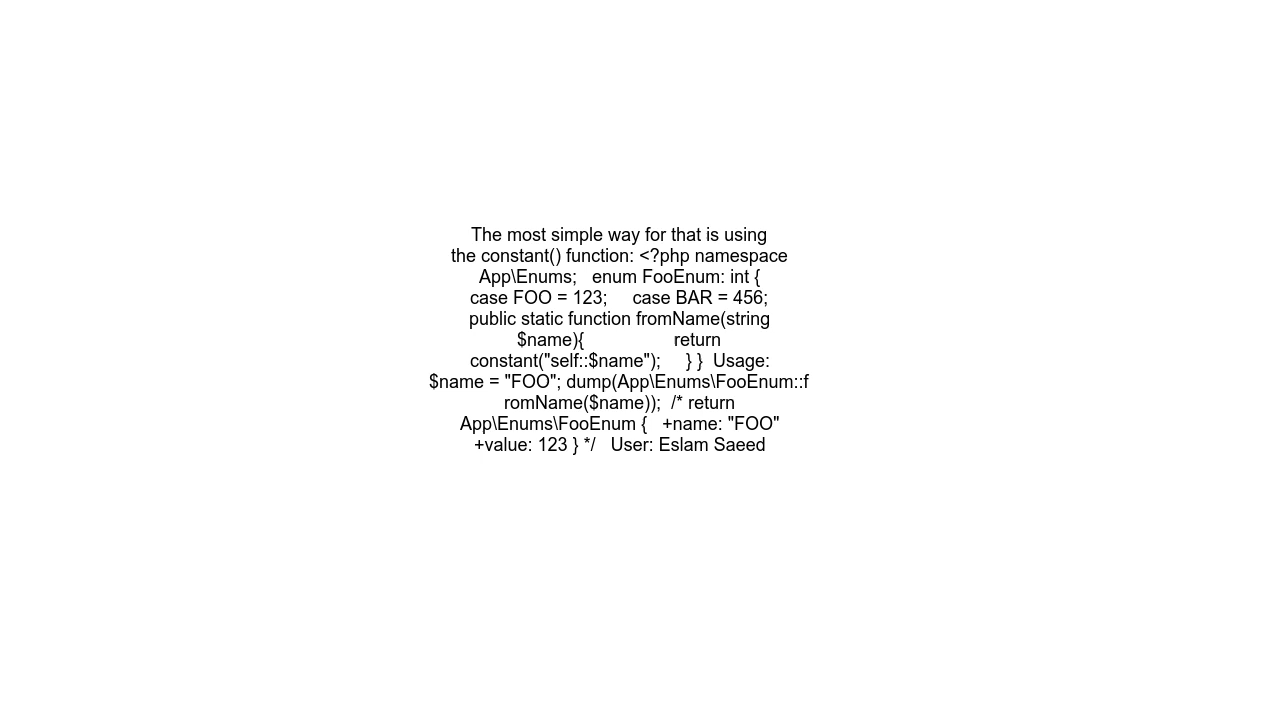 The most simple way for that is using
the constant() function: <?php namespace
App\Enums;   enum FooEnum: int {
case FOO = 123;     case BAR = 456;
public static function fromName(string
$name){                  return
constant("self::$name");     } }  Usage:
$name = "FOO"; dump(App\Enums\FooEnum::f
romName($name));  /* return
App\Enums\FooEnum {   +name: "FOO"
+value: 123 } */   User: Eslam Saeed